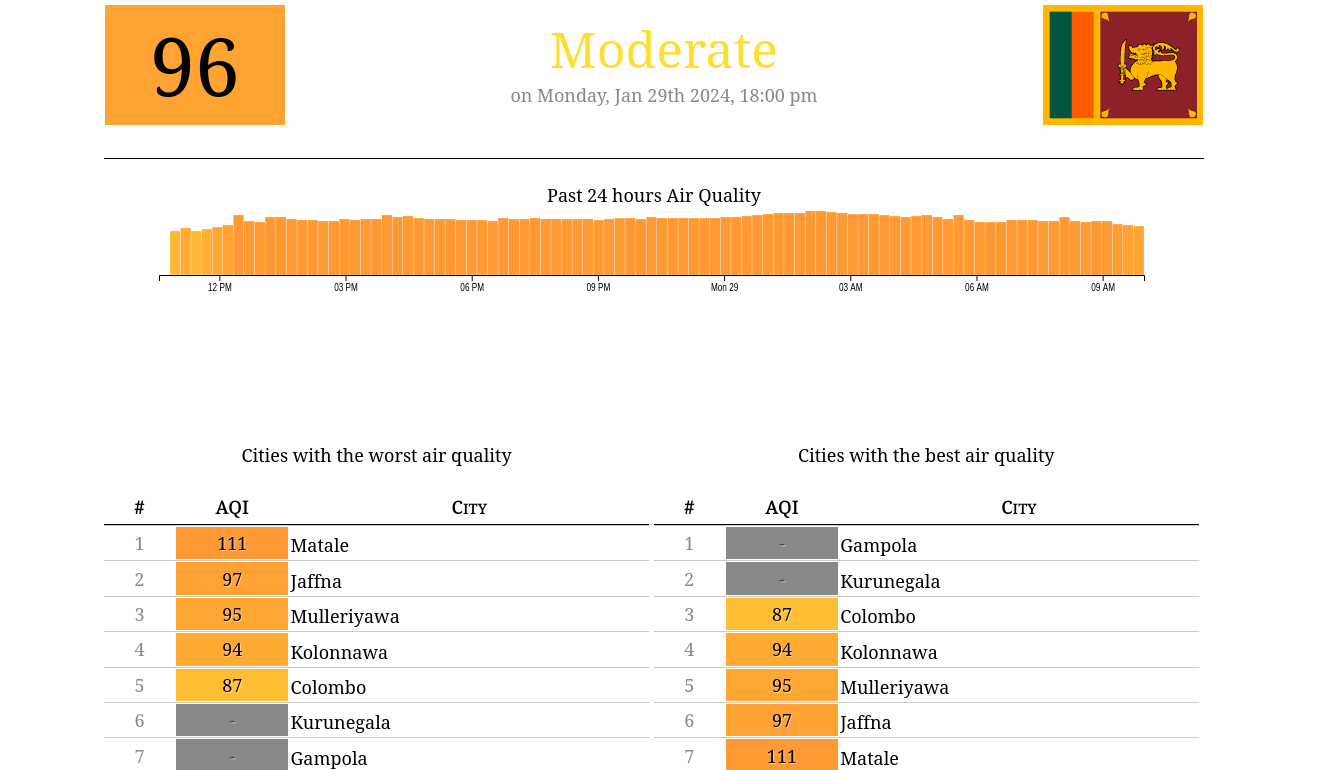 96
Moderate
on Monday, Jan 29th 2024, 18:00 pm
Past 24 hours Air Quality
12 PM 03 PM 06 PM 09 PM Mon 29 03 AM 06 AM 09 AM
Cities with the worst air quality
# AQI City
1 111 Matale
2 97 Jaffna
3 95 Mulleriyawa
4 94 Kolonnawa
5 87 Colombo
6 - Kurunegala
7 - Gampola
Cities with the best air quality
# AQI City
1 - Gampola
2 - Kurunegala
3 87 Colombo
4 94 Kolonnawa
5 95 Mulleriyawa
6 97 Jaffna
7 111 Matale